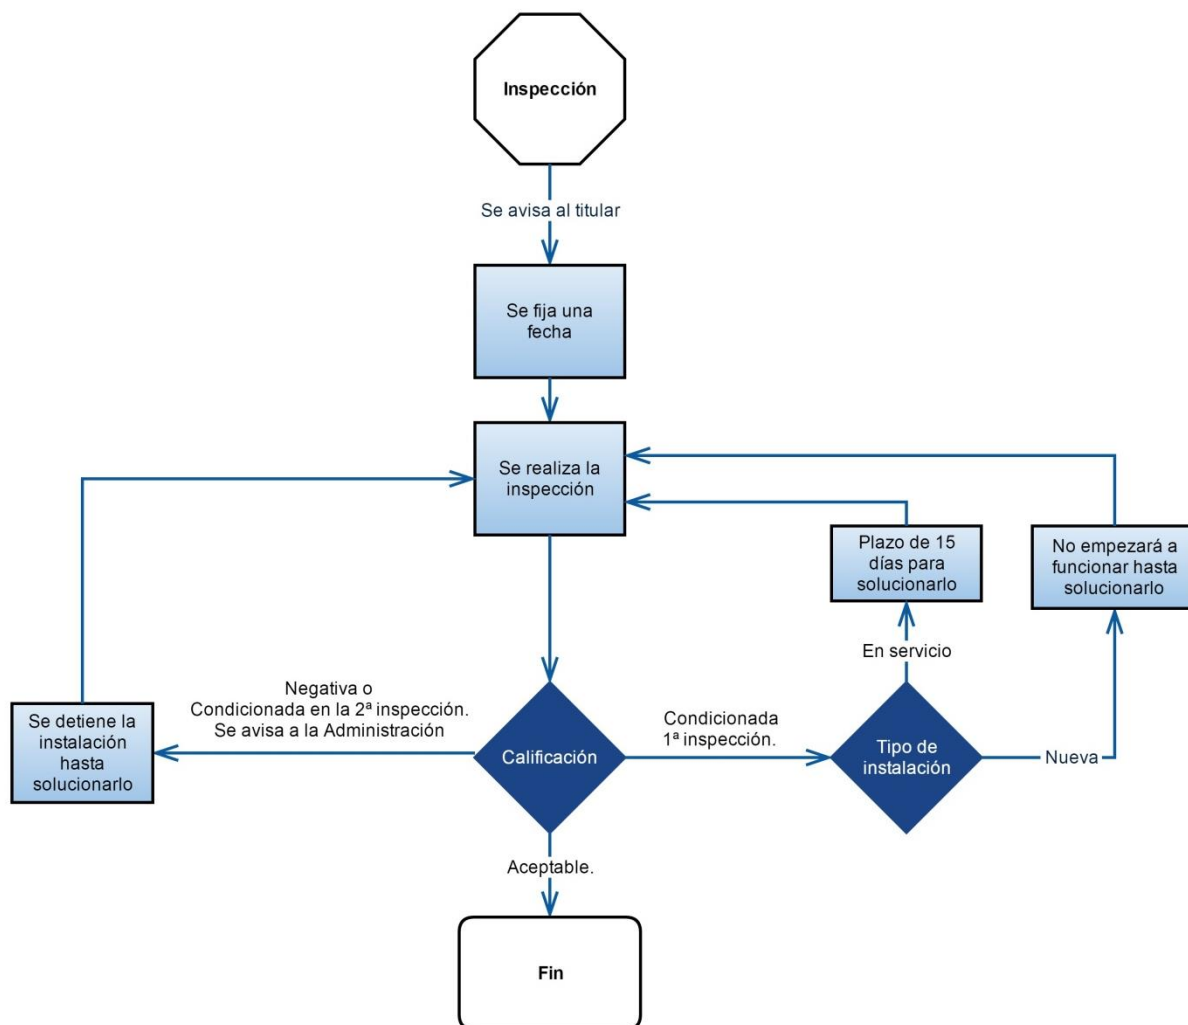 Inspección
Se avisa al titular
Se fija una
fecha
Se realiza la
inspección
Plazo de 15
días para
solucionarlo
No empezará a
funcionar hasta
solucionarlo
En servicio
Negativa o
Condicionada en la 2ª inspección.
Se avisa a la Administración
Se detiene la
instalación
hasta
solucionarlo
Calificación
Condicionada
1ª inspección.
Tipo de
instalación
Nueva
Aceptable.
Fin